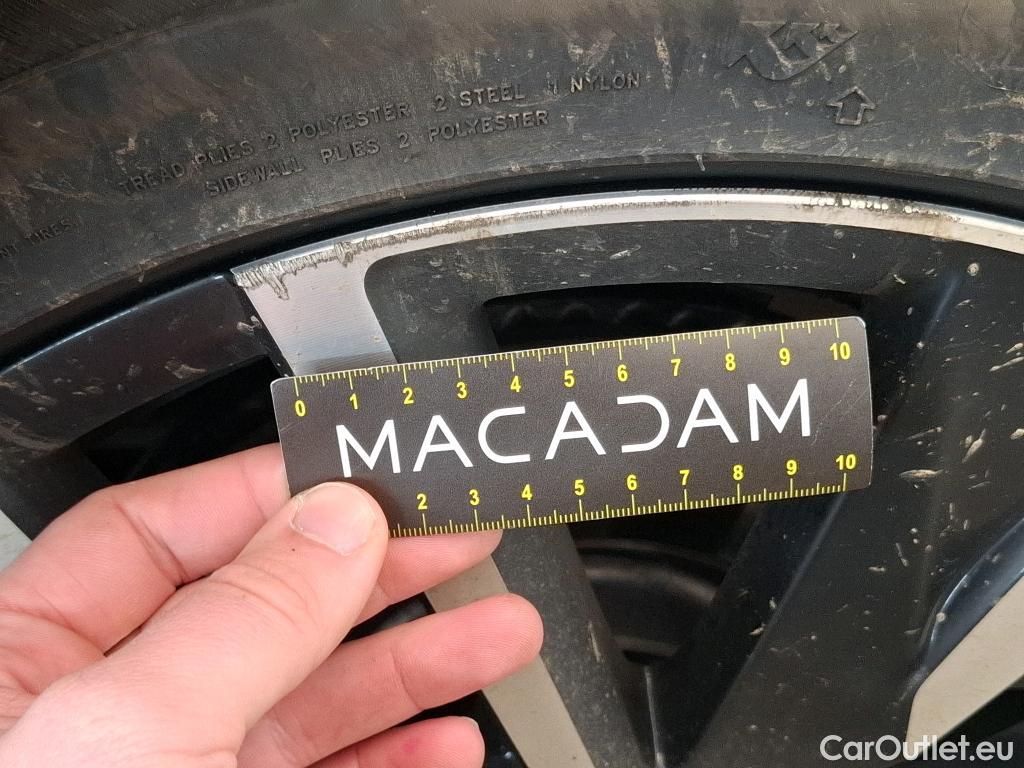 TREAD PLIES 2 POLYESTER 2 STEEL 1 NYLON
SIDEWALL PLIES 2 POLYESTER
0 1 2 3 4 5 6 7 8 9 10
MACADAM
2 3 4 5 6 7 8 9 10
CarOutlet.eu